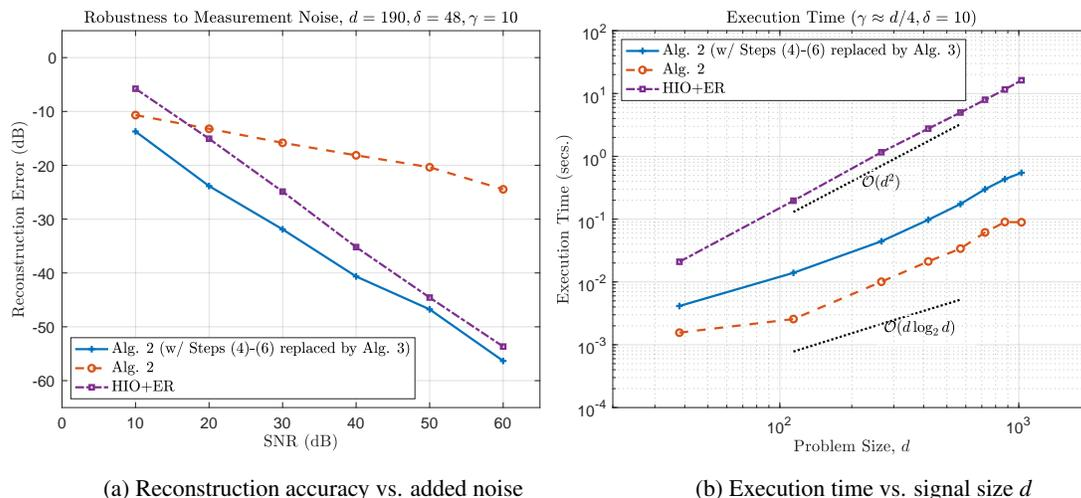 Robustness to Measurement Noise, d = 190, δ = 48, γ = 10
0
-10
-20
-30
-40
-50
-60
Reconstruction Error (dB)
Alg. 2 (w/ Steps (4)-(6) replaced by Alg. 3)
Alg. 2
HIO+ER
0 10 20 30 40 50 60
SNR (dB)
(a) Reconstruction accuracy vs. added noise
Execution Time (γ ≈ d/4, δ = 10)
10^2
10^1
10^0
10^-1
10^-2
10^-3
10^-4
Execution Time (secs.)
Alg. 2 (w/ Steps (4)-(6) replaced by Alg. 3)
Alg. 2
HIO+ER
O(d^2)
O(d log_2 d)
10^2 10^3
Problem Size, d
(b) Execution time vs. signal size d